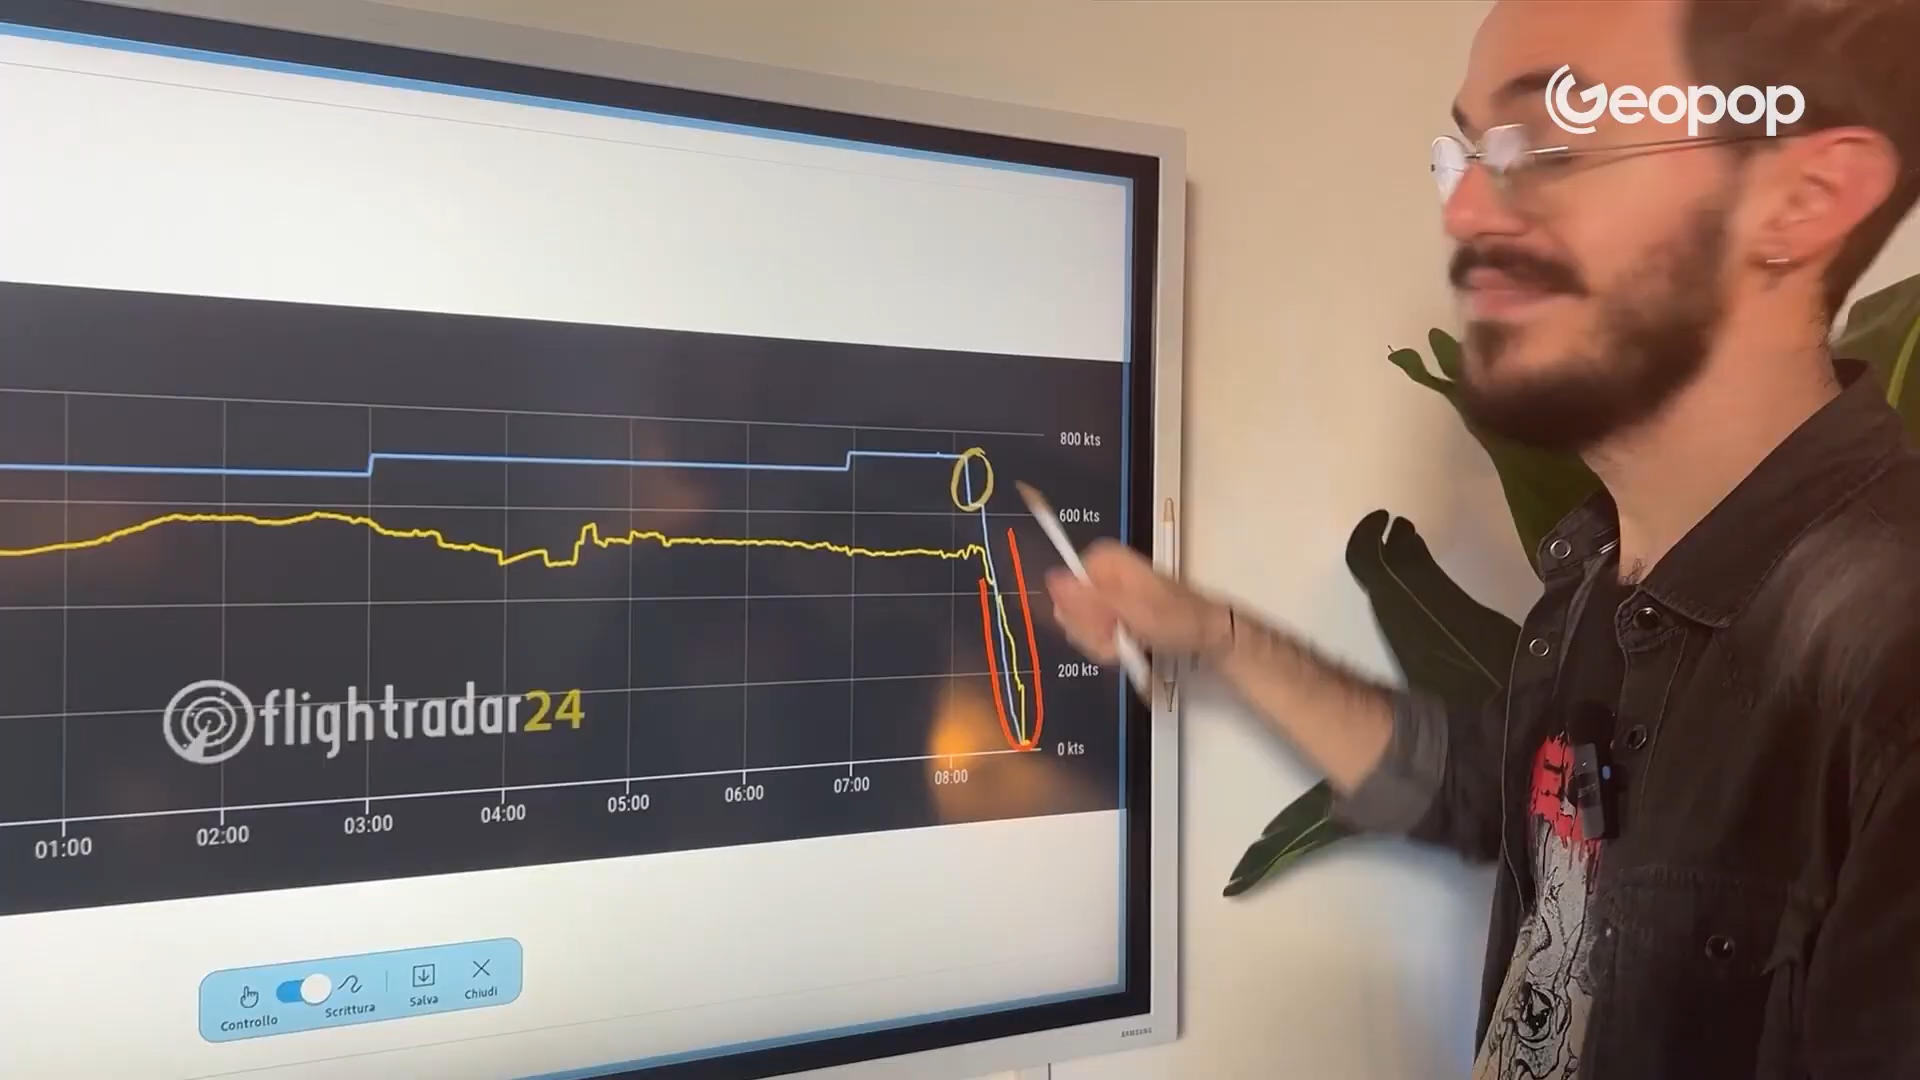 Geopop
800 kts
600 kts
200 kts
0 kts
flightradar24
01:00
02:00
03:00
04:00
05:00
06:00
07:00
08:00
Controllo
Scrittura
Salva
Chiudi
SAMSUNG